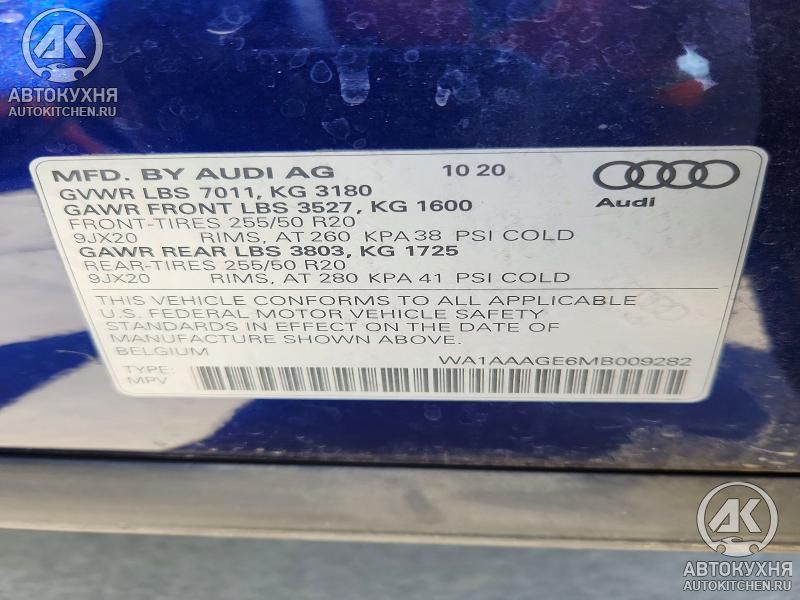 АВТОКУХНЯ
AUTOKITCHEN.RU
MFD. BY AUDI AG 10 20
GVWR LBS 7011, KG 3180
GAWR FRONT LBS 3527, KG 1600
FRONT-TIRES 255/50 R20
9JX20 RIMS, AT 260 KPA 38 PSI COLD
GAWR REAR LBS 3803, KG 1725
REAR-TIRES 255/50 R20
9JX20 RIMS, AT 280 KPA 41 PSI COLD
Audi
THIS VEHICLE CONFORMS TO ALL APPLICABLE
U.S. FEDERAL MOTOR VEHICLE SAFETY
STANDARDS IN EFFECT ON THE DATE OF
MANUFACTURE SHOWN ABOVE.
BELGIUM WA1AAAGE6MB009282
TYPE:
MPV
АВТОКУХНЯ
AUTOKITCHEN.RU